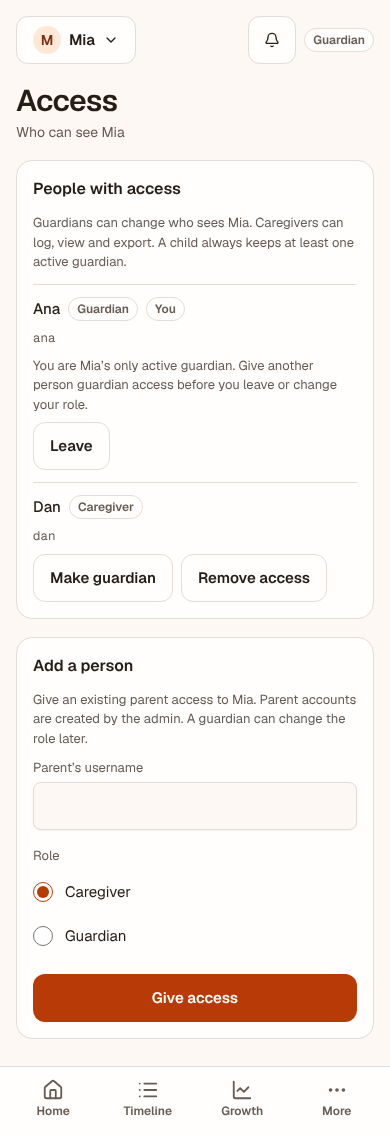 M Mia Guardian
Access
Who can see Mia
People with access
Guardians can change who sees Mia. Caregivers can
log, view and export. A child always keeps at least one
active guardian.
Ana Guardian You
ana
You are Mia's only active guardian. Give another
person guardian access before you leave or change
your role.
Leave
Dan Caregiver
dan
Make guardian Remove access
Add a person
Give an existing parent access to Mia. Parent accounts
are created by the admin. A guardian can change the
role later.
Parent's username
Role
Caregiver
Guardian
Give access
Home Timeline Growth More